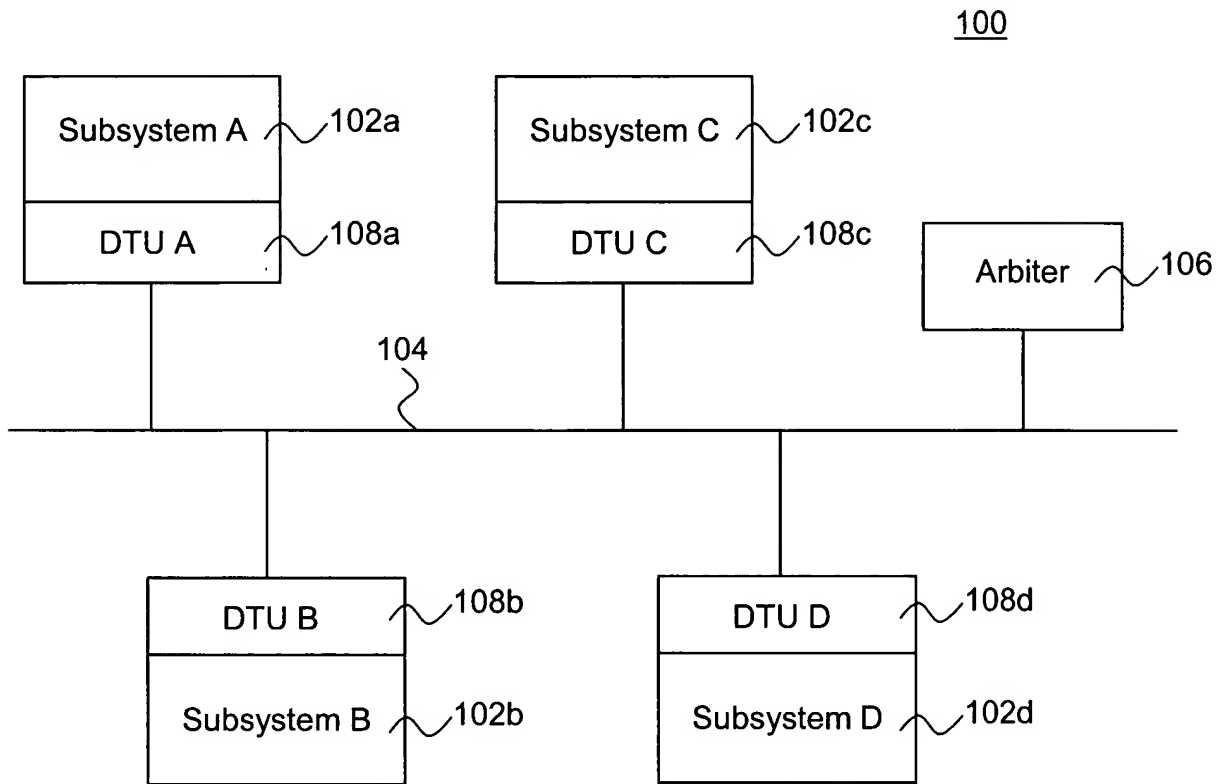 100
Subsystem A
102a
Subsystem C
102c
DTU A
108a
DTU C
108c
Arbiter
106
104
DTU B
108b
DTU D
108d
Subsystem B
102b
Subsystem D
102d